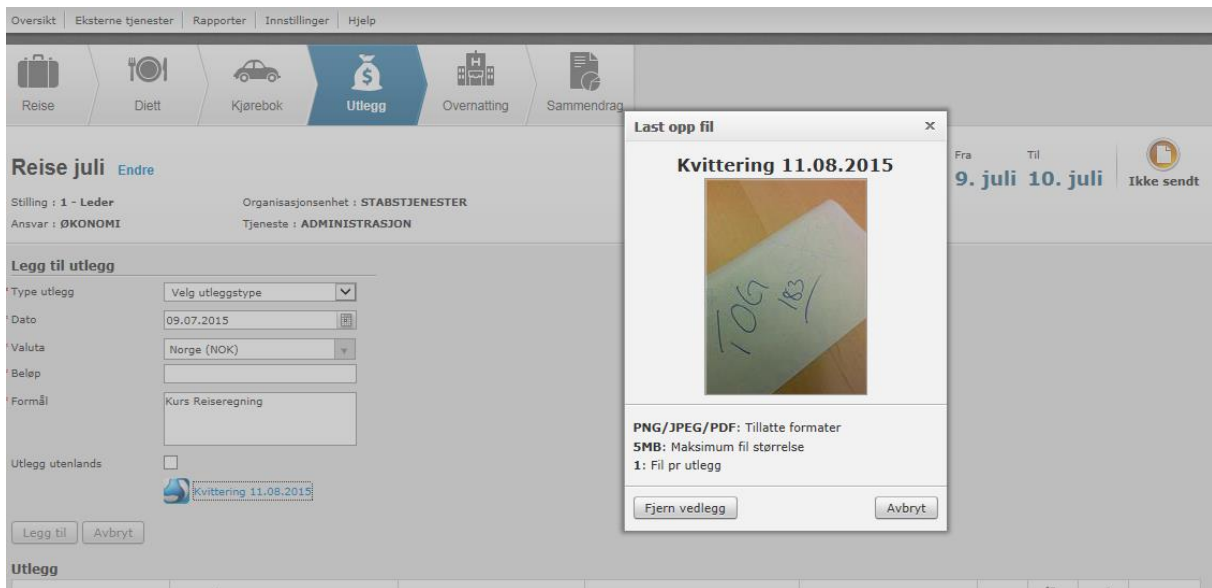 Oversikt Eksterne tjenester Rapporter Innstillinger Hjelp
Reise Diett Kjørebok Utlegg Overnatting Sammendrag
Last opp fil x
Kvittering 11.08.2015
TOG
183
PNG/JPEG/PDF: Tillatte formater
5MB: Maksimum fil størrelse
1: Fil pr utlegg
Fjern vedlegg Avbryt
Reise juli Endre
Fra Til
9. juli 10. juli Ikke sendt
Stilling : 1 - Leder Organisasjonsenhet : STABSTJENESTER
Ansvar : ØKONOMI Tjeneste : ADMINISTRASJON
Legg til utlegg
* Type utlegg Velg utleggstype
* Dato 09.07.2015
* Valuta Norge (NOK)
* Beløp
* Formål Kurs Reiseregning
Utlegg utenlands
Kvittering 11.08.2015
Legg til Avbryt
Utlegg